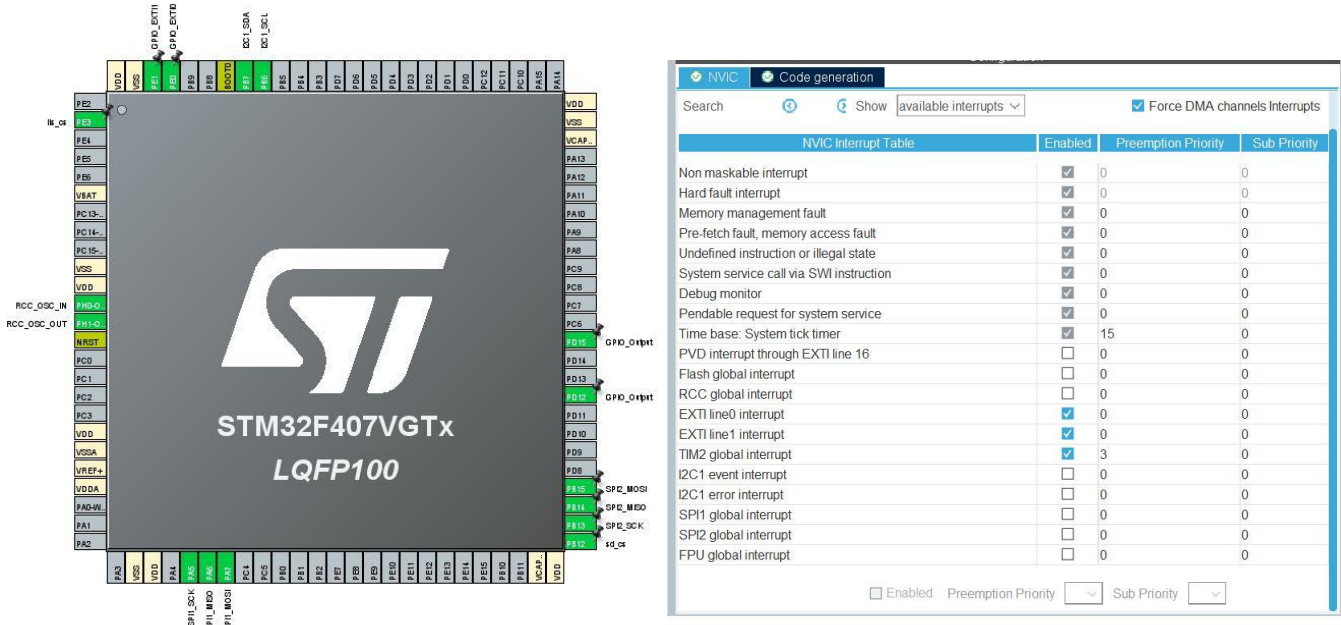 GPIO_EXTI1
GPIO_EXTI0
I2C1_SDA
I2C1_SCL
VDD
VSS
PE1
PE0
PB9
PB8
BOOT0
PB7
PB6
PB5
PB4
PB3
PD7
PD6
PD5
PD4
PD3
PD2
PD1
PD0
PC12
PC11
PC10
PA15
PA14
PE2
lis_cs PE3
PE4
PE5
PE6
VBAT
PC13-..
PC14-..
PC15-..
VSS
VDD
RCC_OSC_IN PH0-O..
RCC_OSC_OUT PH1-O..
NRST
PC0
PC1
PC2
PC3
VDD
VSSA
VREF+
VDDA
PA0-W..
PA1
PA2
STM32F407VGTx
LQFP100
VDD
VSS
VCAP..
PA13
PA12
PA11
PA10
PA9
PA8
PC9
PC8
PC7
PC6
PD15 GPIO_Output
PD14
PD13
PD12 GPIO_Output
PD11
PD10
PD9
PD8
PB15 SPI2_MOSI
PB14 SPI2_MISO
PB13 SPI2_SCK
PB12 sd_cs
PA3
VSS
VDD
PA4
PA5
PA6
PA7
PC4
PC5
PB0
PB1
PB2
PE7
PE8
PE9
PE10
PE11
PE12
PE13
PE14
PE15
PB10
PB11
VCAP..
VDD
SPI1_SCK
PI1_MISO
PI1_MOSI
NVIC Code generation
Search Show available interrupts Force DMA channels Interrupts
NVIC Interrupt Table Enabled Preemption Priority Sub Priority
Non maskable interrupt 0 0
Hard fault interrupt 0 0
Memory management fault 0 0
Pre-fetch fault, memory access fault 0 0
Undefined instruction or illegal state 0 0
System service call via SWI instruction 0 0
Debug monitor 0 0
Pendable request for system service 0 0
Time base: System tick timer 15 0
PVD interrupt through EXTI line 16 0 0
Flash global interrupt 0 0
RCC global interrupt 0 0
EXTI line0 interrupt 0 0
EXTI line1 interrupt 0 0
TIM2 global interrupt 3 0
I2C1 event interrupt 0 0
I2C1 error interrupt 0 0
SPI1 global interrupt 0 0
SPI2 global interrupt 0 0
FPU global interrupt 0 0
Enabled Preemption Priority Sub Priority